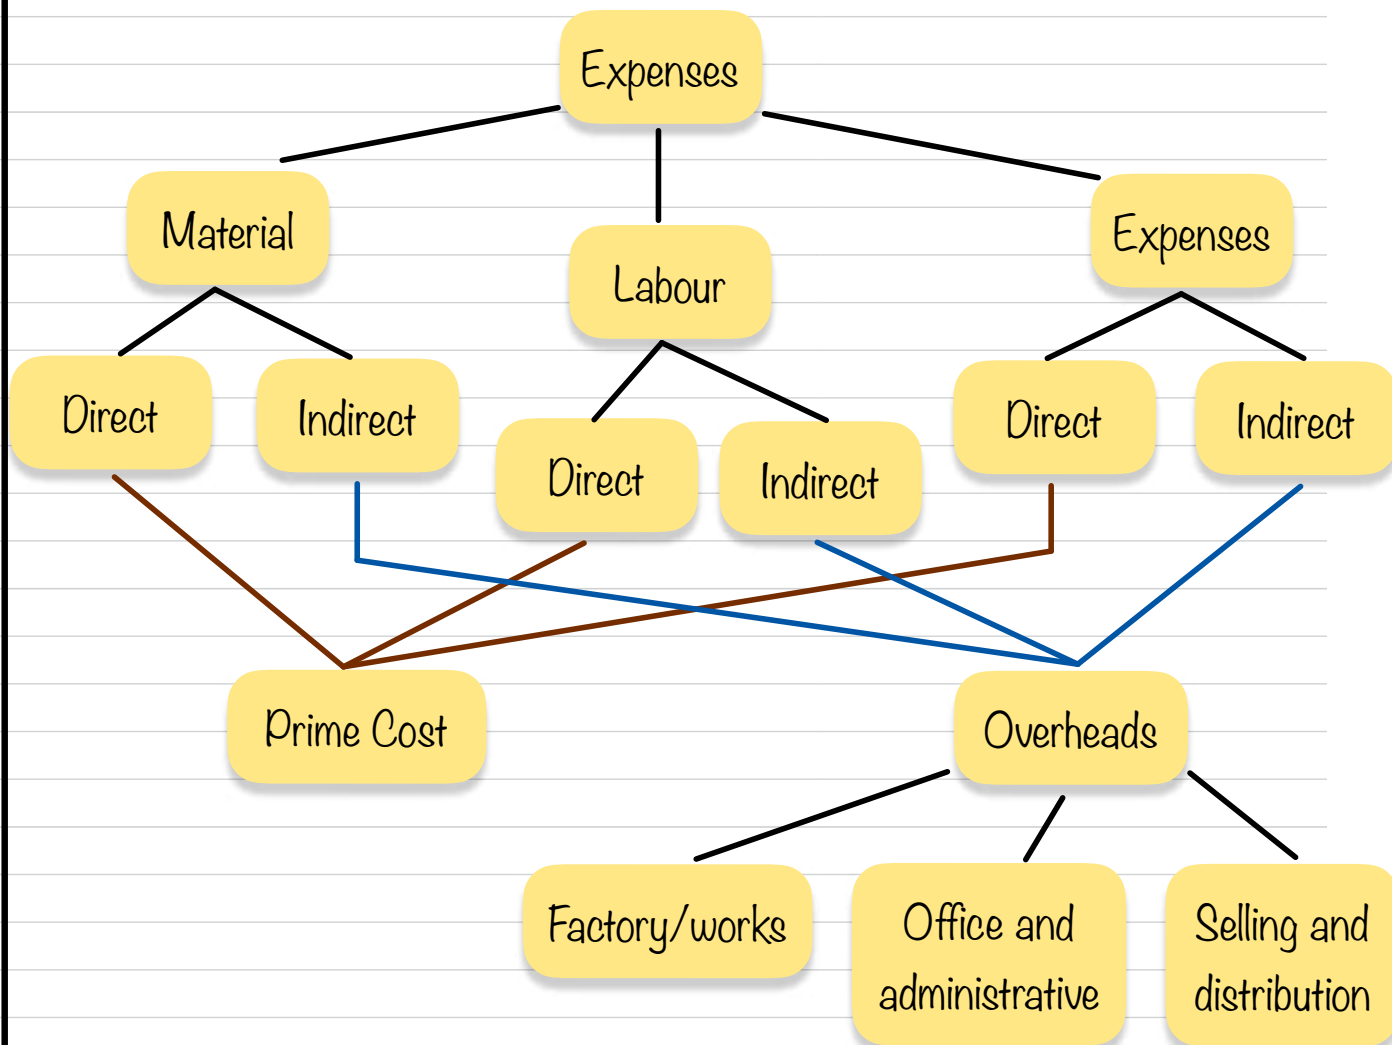 Expenses
Material
Labour
Expenses
Direct
Indirect
Direct
Indirect
Direct
Indirect
Prime Cost
Overheads
Factory/works
Office and
administrative
Selling and
distribution